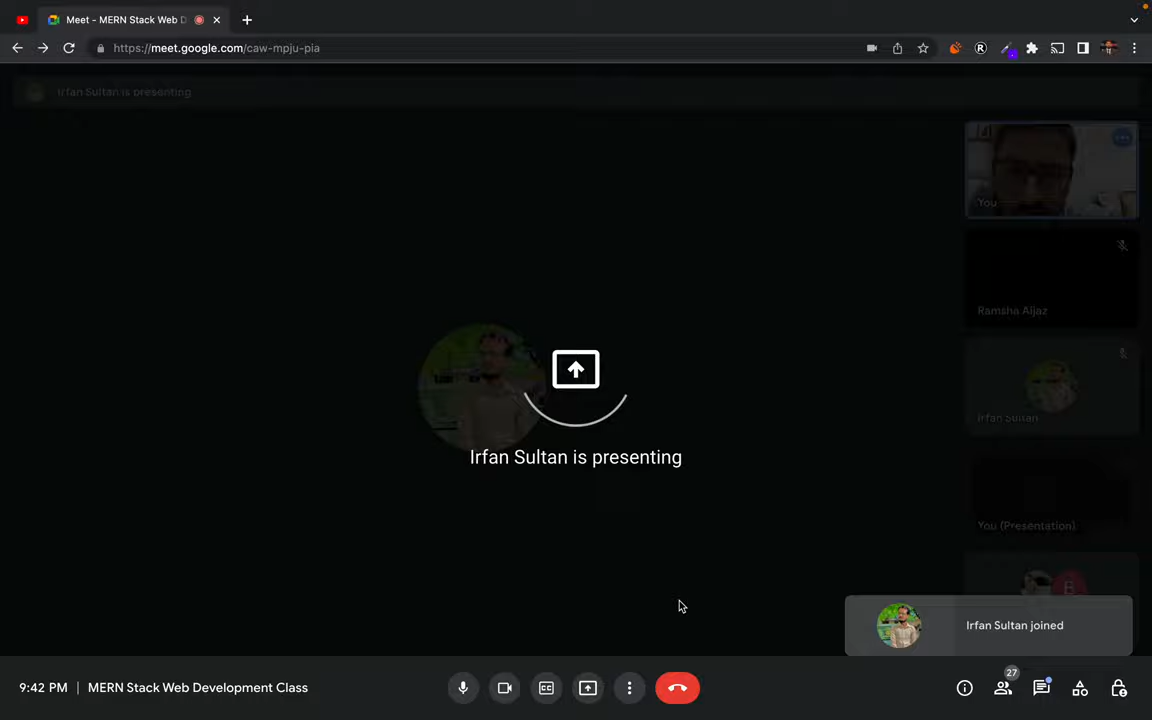 Meet - MERN Stack Web D
https://meet.google.com/caw-mpju-pia
Irfan Sultan is presenting
You
Ramsha Aijaz
Irfan Sultan
Irfan Sultan is presenting
You (Presentation)
B
Irfan Sultan joined
27
9:42 PM | MERN Stack Web Development Class